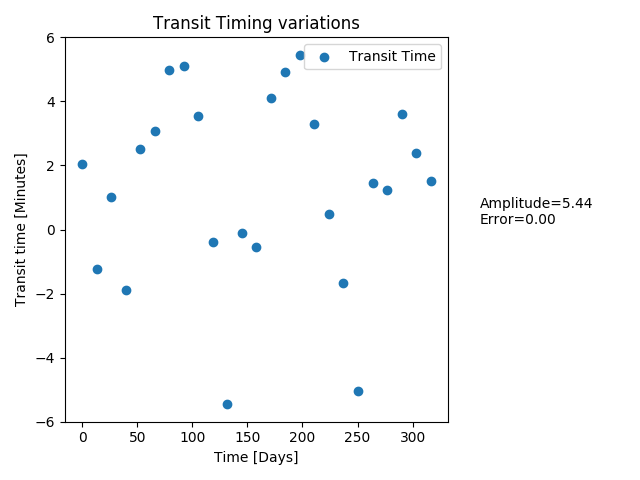 Transit Timing variations
Transit Time
6
4
2
0
−2
−4
−6
Transit time [Minutes]
0
50
100
150
200
250
300
Time [Days]
Amplitude=5.44
Error=0.00